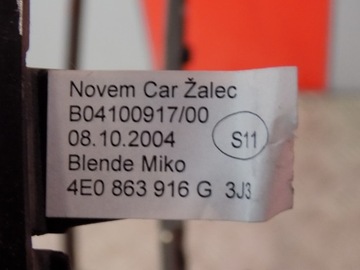 Novem Car Žalec
B04100917/00
08.10.2004 S11
Blende Miko
4E0 863 916 G 3J3